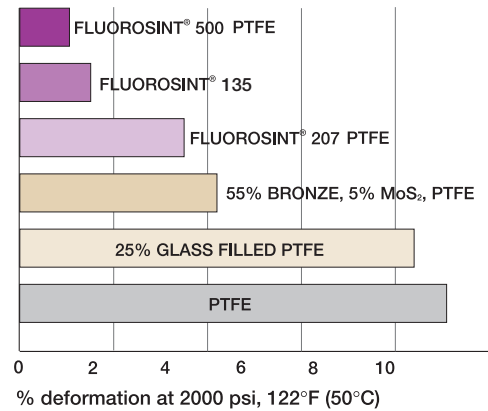 FLUOROSINT® 500 PTFE
FLUOROSINT® 135
FLUOROSINT® 207 PTFE
55% BRONZE, 5% MoS₂, PTFE
25% GLASS FILLED PTFE
PTFE
0 2 4 6 8 10
% deformation at 2000 psi, 122°F (50°C)